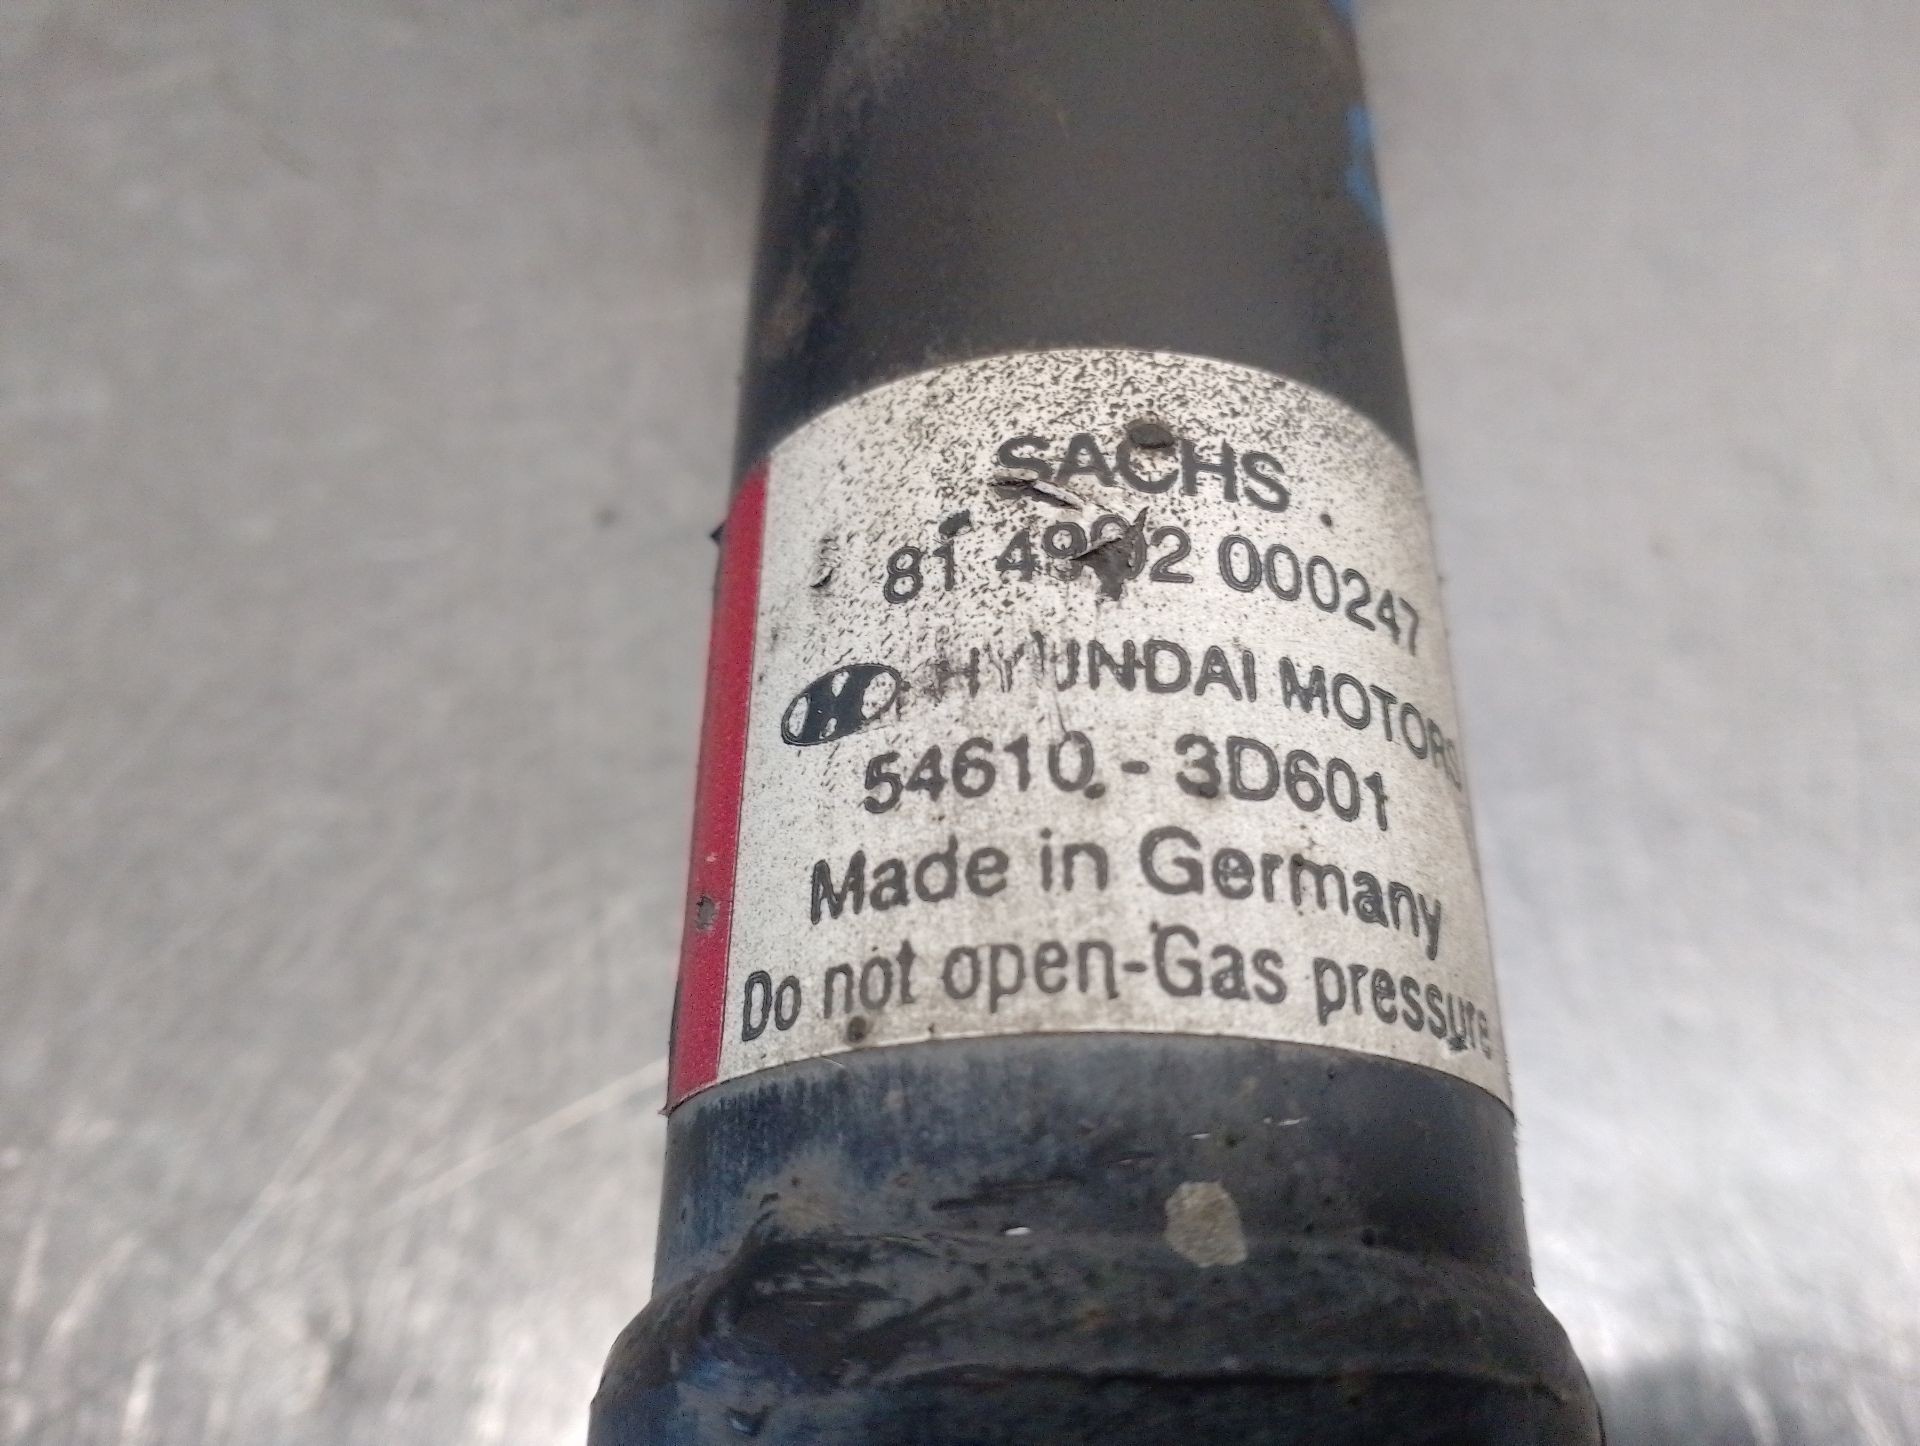 SACHS
81 4902 000247
HYUNDAI MOTORS
54610 - 3D601
Made in Germany
Do not open-Gas pressure